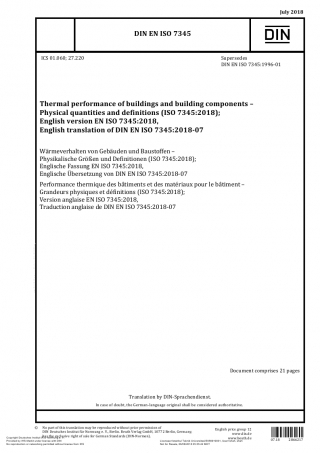 July 2018
DIN EN ISO 7345
DIN
ICS 01.060; 27.220
Supersedes
DIN EN ISO 7345:1996-01
Thermal performance of buildings and building components –
Physical quantities and definitions (ISO 7345:2018);
English version EN ISO 7345:2018,
English translation of DIN EN ISO 7345:2018-07
Wärmeverhalten von Gebäuden und Baustoffen –
Physikalische Größen und Definitionen (ISO 7345:2018);
Englische Fassung EN ISO 7345:2018,
Englische Übersetzung von DIN EN ISO 7345:2018-07
Performance thermique des bâtiments et des matériaux pour le bâtiment –
Grandeurs physiques et définitions (ISO 7345:2018);
Version anglaise EN ISO 7345:2018,
Traduction anglaise de DIN EN ISO 7345:2018-07
Document comprises 21 pages
Translation by DIN-Sprachendienst.
In case of doubt, the German-language original shall be considered authoritative.
© No part of this translation may be reproduced without prior permission of
DIN Deutsches Institut für Normung e. V., Berlin. Beuth Verlag GmbH, 10772 Berlin, Germany,
has the exclusive right of sale for German Standards (DIN-Normen).
English price group 12
www.din.de
www.beuth.de
07.18